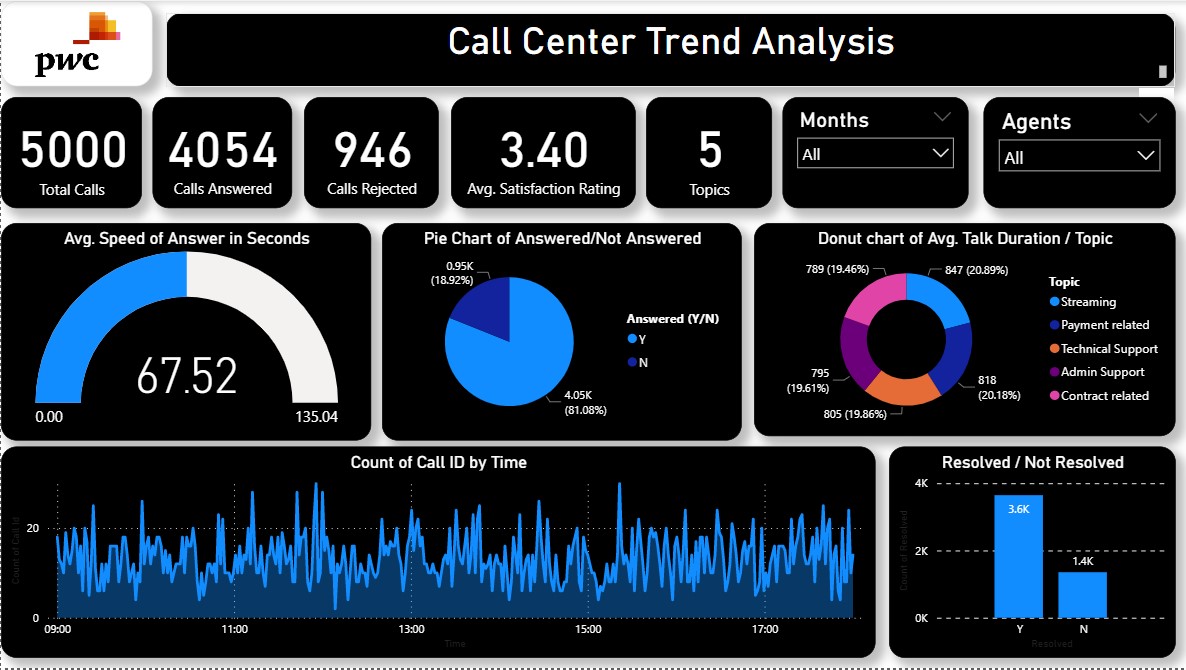 pwc
Call Center Trend Analysis
5000
Total Calls
4054
Calls Answered
946
Calls Rejected
3.40
Avg. Satisfaction Rating
5
Topics
Months
All
Agents
All
Avg. Speed of Answer in Seconds
67.52
0.00
135.04
Pie Chart of Answered/Not Answered
0.95K
(18.92%)
4.05K
(81.08%)
Answered (Y/N)
Y
N
Donut chart of Avg. Talk Duration / Topic
789 (19.46%)
847 (20.89%)
795
(19.61%)
818
(20.18%)
805 (19.86%)
Topic
Streaming
Payment related
Technical Support
Admin Support
Contract related
Count of Call ID by Time
Count of Call Id
20
0
09:00
11:00
13:00
15:00
17:00
Time
Resolved / Not Resolved
Count of Resolved
4K
2K
0K
3.6K
1.4K
Y
N
Resolved